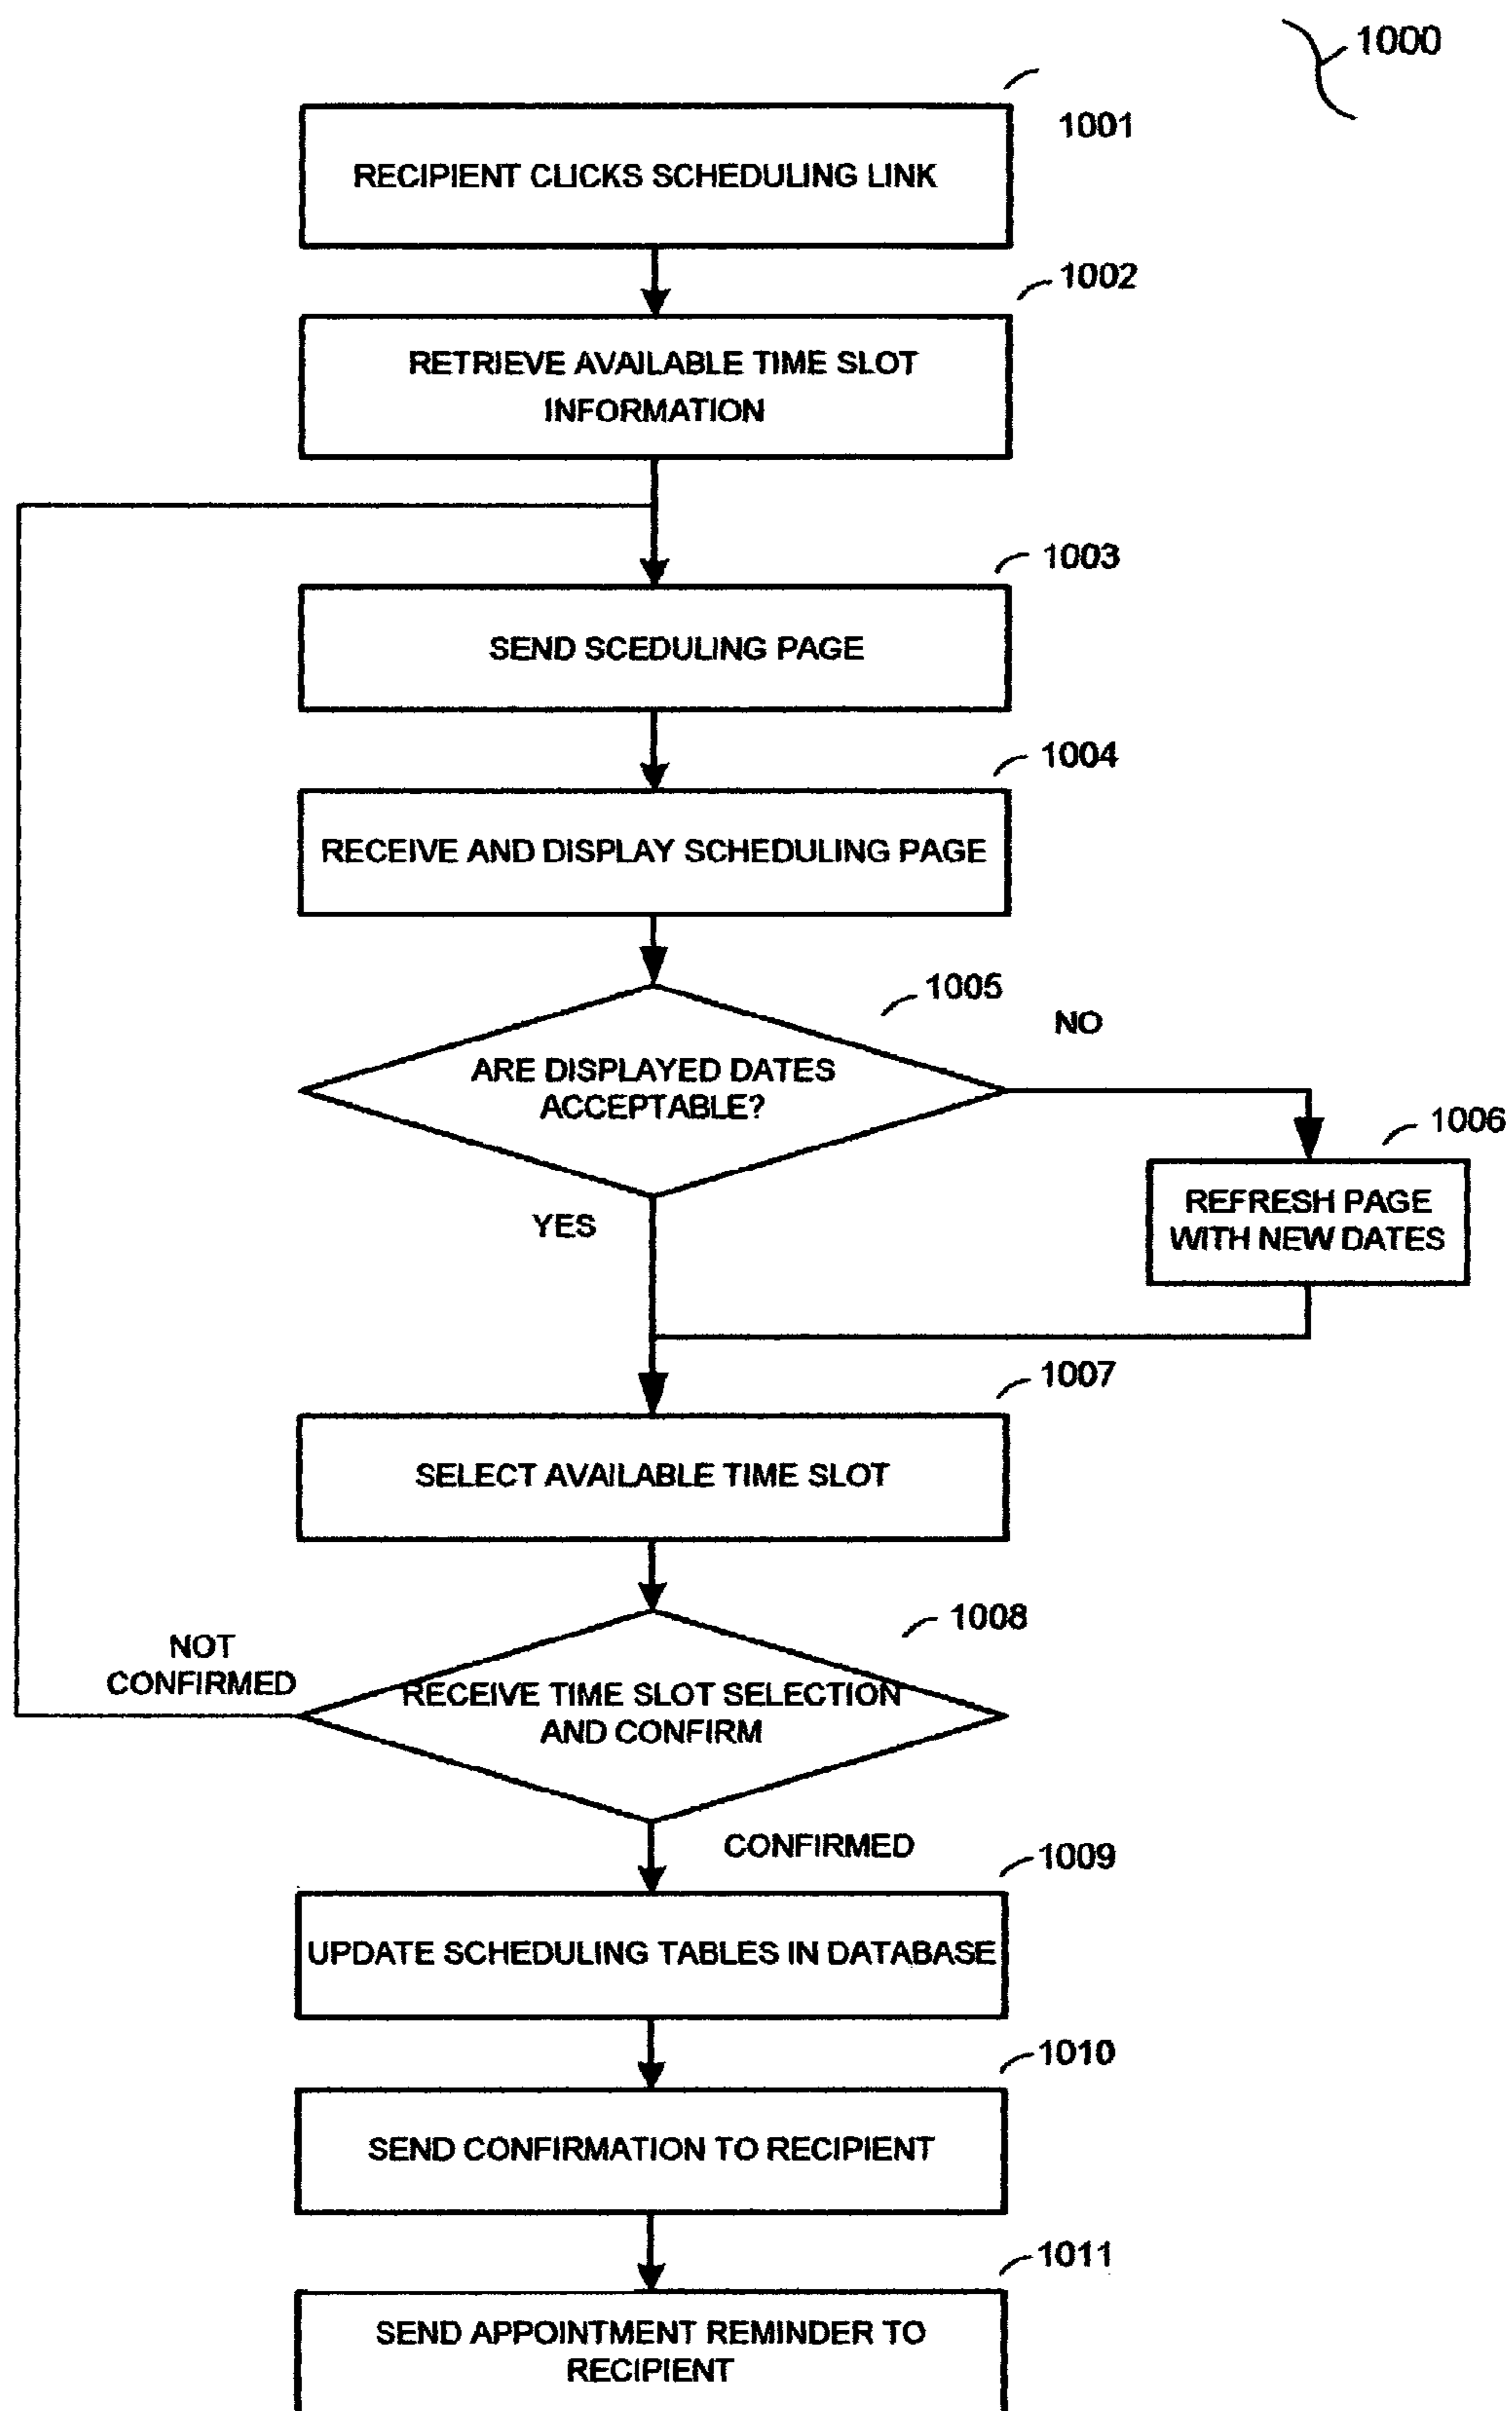 1000
1001
RECIPIENT CLICKS SCHEDULING LINK
1002
RETRIEVE AVAILABLE TIME SLOT
INFORMATION
1003
SEND SCEDULING PAGE
1004
RECEIVE AND DISPLAY SCHEDULING PAGE
1005
NO
ARE DISPLAYED DATES
ACCEPTABLE?
1006
REFRESH PAGE
WITH NEW DATES
YES
1007
SELECT AVAILABLE TIME SLOT
1008
NOT
CONFIRMED
RECEIVE TIME SLOT SELECTION
AND CONFIRM
CONFIRMED
1009
UPDATE SCHEDULING TABLES IN DATABASE
1010
SEND CONFIRMATION TO RECIPIENT
1011
SEND APPOINTMENT REMINDER TO
RECIPIENT